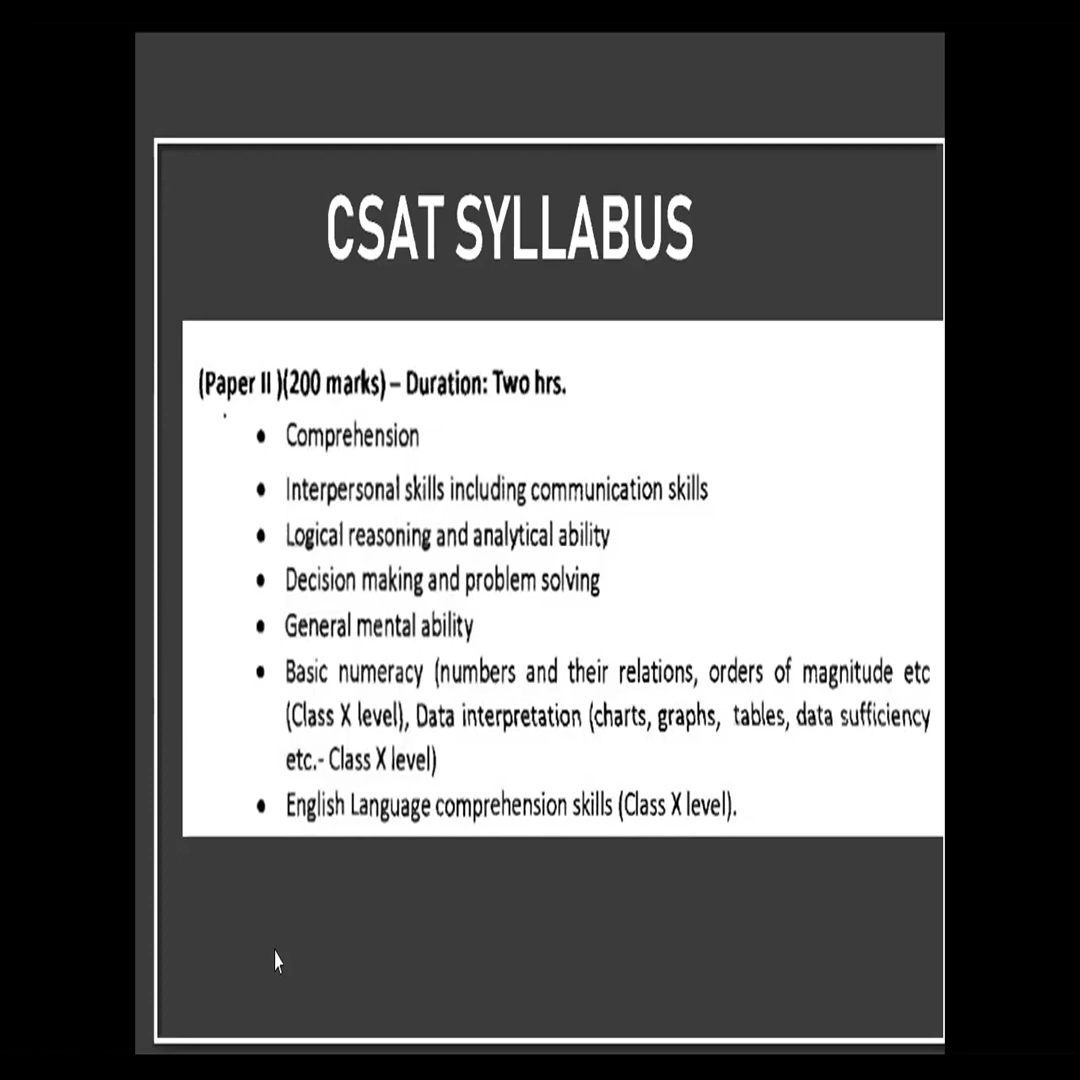 CSAT SYLLABUS
(Paper II )(200 marks) – Duration: Two hrs.
• Comprehension
• Interpersonal skills including communication skills
• Logical reasoning and analytical ability
• Decision making and problem solving
• General mental ability
• Basic numeracy (numbers and their relations, orders of magnitude etc
(Class X level), Data interpretation (charts, graphs, tables, data sufficiency
etc.- Class X level)
• English Language comprehension skills (Class X level).